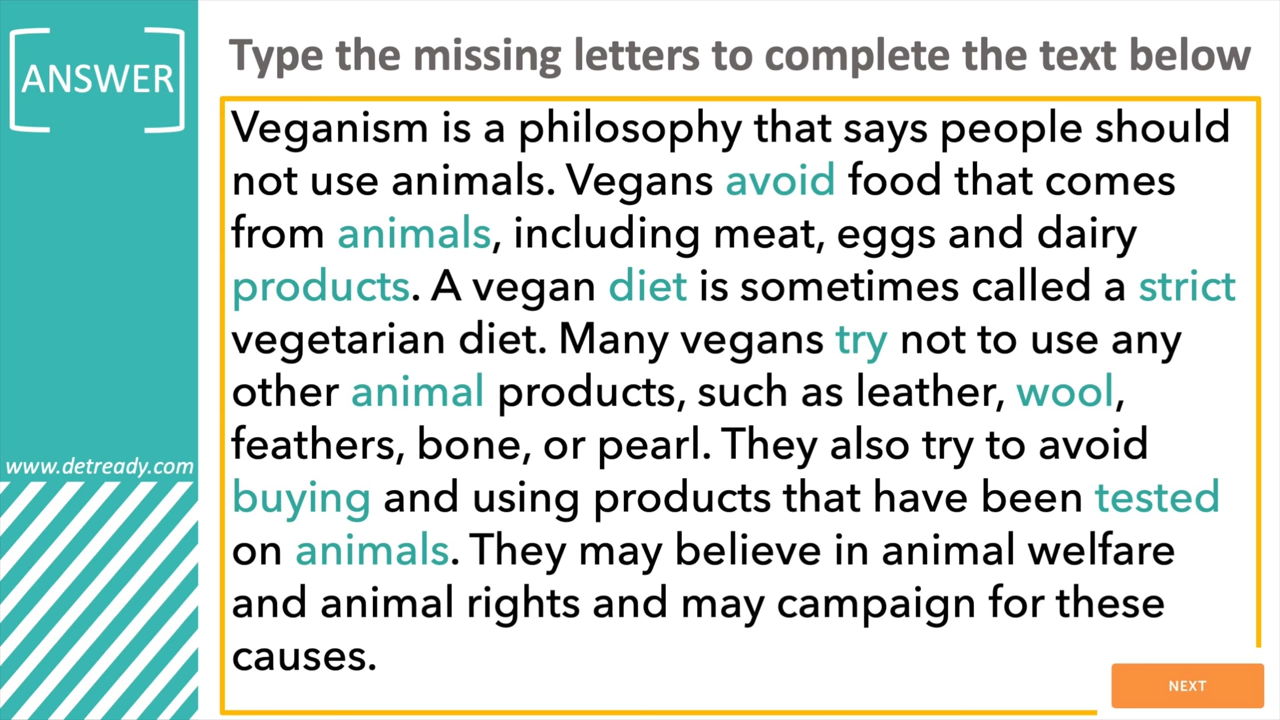 ANSWER
Type the missing letters to complete the text below
Veganism is a philosophy that says people should
not use animals. Vegans avoid food that comes
from animals, including meat, eggs and dairy
products. A vegan diet is sometimes called a strict
vegetarian diet. Many vegans try not to use any
other animal products, such as leather, wool,
feathers, bone, or pearl. They also try to avoid
buying and using products that have been tested
on animals. They may believe in animal welfare
and animal rights and may campaign for these
causes.
www.detready.com
NEXT